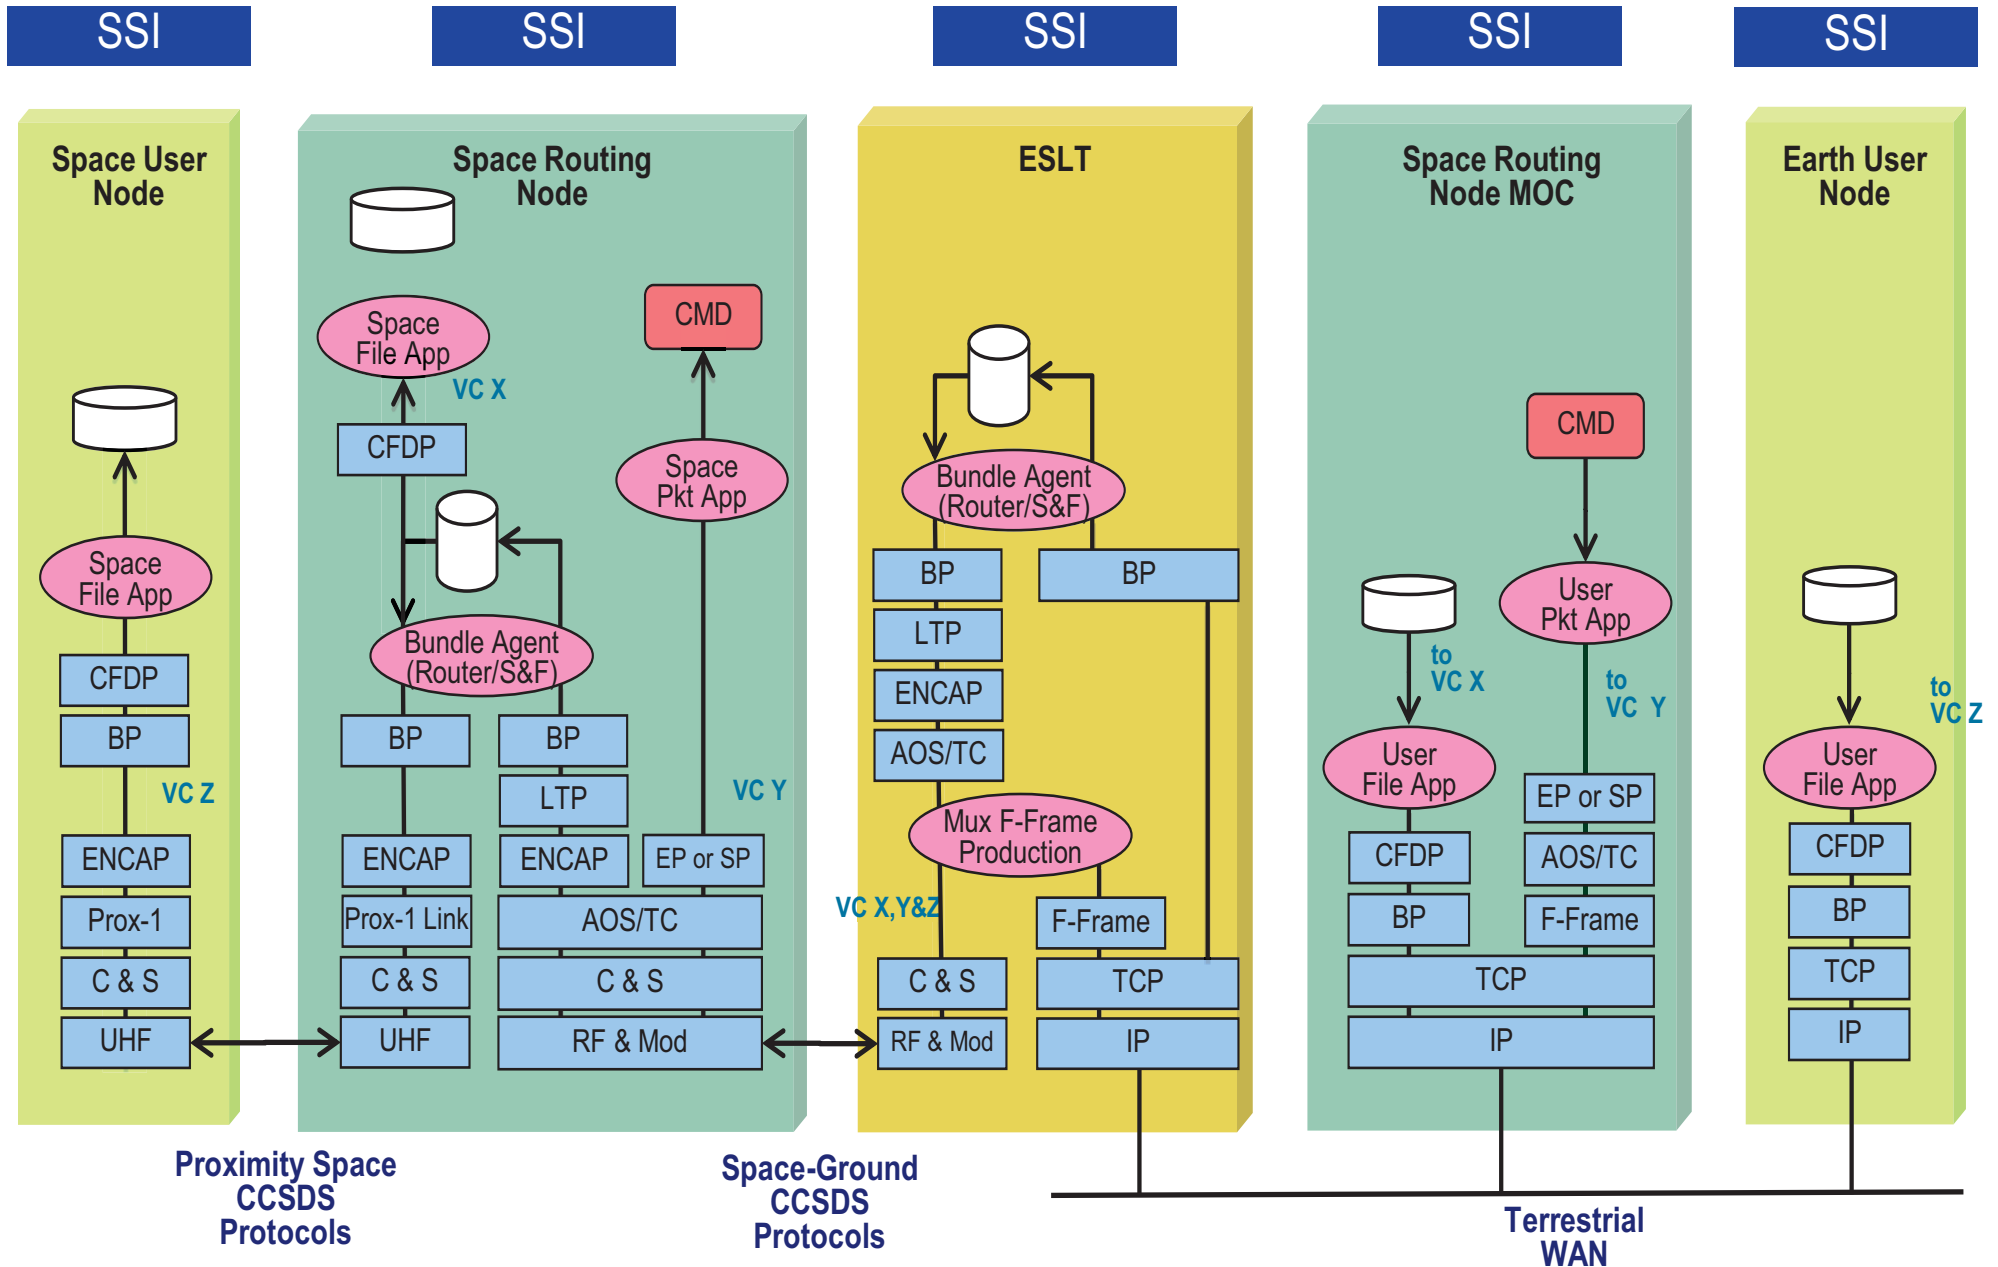 SSI
SSI
SSI
SSI
SSI
Space User
Node
Space
File App
CFDP
BP
VC Z
ENCAP
Prox-1
C & S
UHF
Space Routing
Node
Space
File App
VC X
CFDP
CMD
Space
Pkt App
Bundle Agent
(Router/S&F)
BP
ENCAP
Prox-1 Link
C & S
UHF
BP
LTP
ENCAP
VC Y
EP or SP
AOS/TC
C & S
RF & Mod
ESLT
Bundle Agent
(Router/S&F)
BP
LTP
ENCAP
AOS/TC
BP
Mux F-Frame
Production
VC X,Y&Z
F-Frame
C & S
RF & Mod
TCP
IP
Space Routing
Node MOC
CMD
User
Pkt App
to
VC X
to
VC Y
User
File App
CFDP
BP
EP or SP
AOS/TC
F-Frame
TCP
IP
Earth User
Node
to
VC Z
User
File App
CFDP
BP
TCP
IP
Proximity Space
CCSDS
Protocols
Space-Ground
CCSDS
Protocols
Terrestrial
WAN